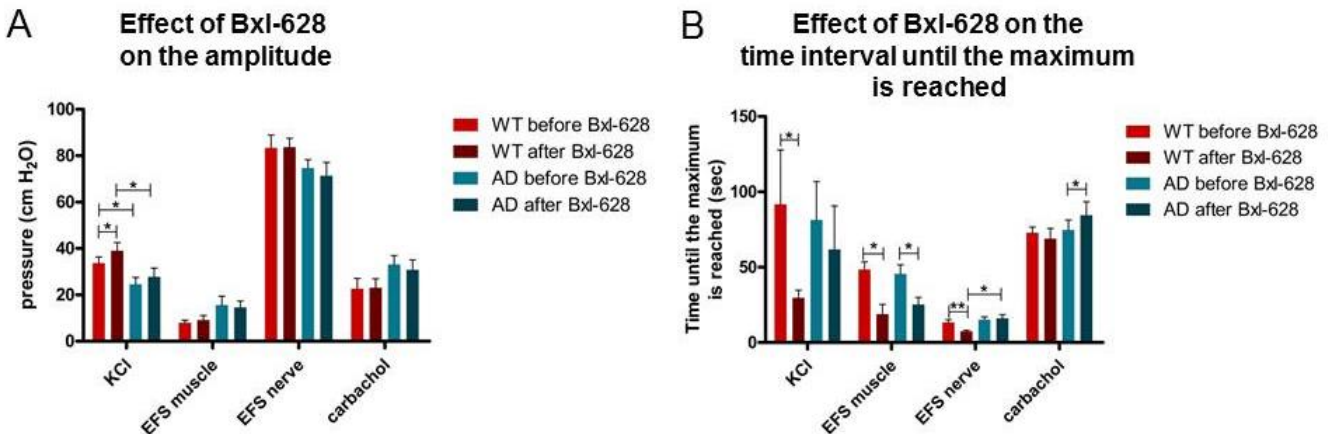 A
Effect of Bxl-628
on the amplitude
pressure (cm H₂O)
100
80
60
40
20
0
*
*
*
KCl
EFS muscle
EFS nerve
carbachol
WT before Bxl-628
WT after Bxl-628
AD before Bxl-628
AD after Bxl-628
B
Effect of Bxl-628 on the
time interval until the maximum
is reached
Time until the maximum
is reached (sec)
150
100
50
0
*
*
*
**
*
*
KCl
EFS muscle
EFS nerve
carbachol
WT before Bxl-628
WT after Bxl-628
AD before Bxl-628
AD after Bxl-628